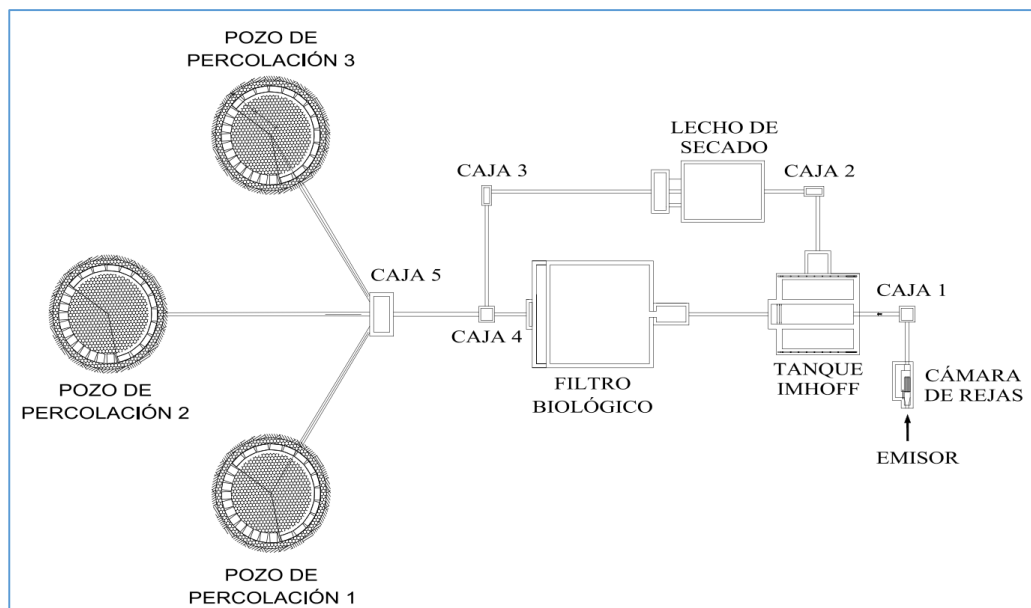 POZO DE
PERCOLACIÓN 3
LECHO DE
SECADO
CAJA 3
CAJA 2
CAJA 5
CAJA 1
CAJA 4
POZO DE
PERCOLACIÓN 2
FILTRO
BIOLÓGICO
TANQUE
IMHOFF
CÁMARA
DE REJAS
EMISOR
POZO DE
PERCOLACIÓN 1